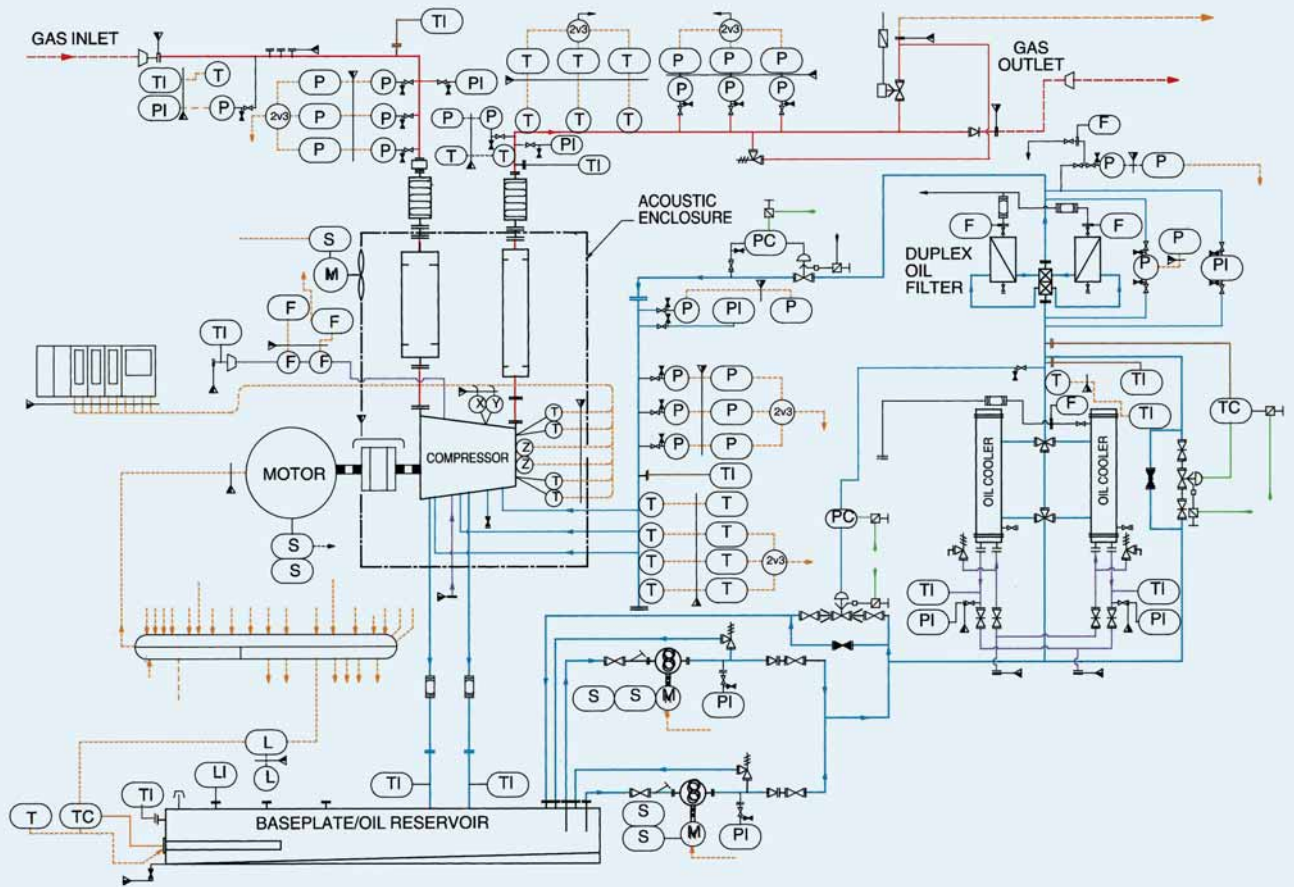 TI
2v3
2v3
GAS INLET
T T T
P P P
GAS
OUTLET
TI T
P P
PI
P P P
PI P
2v3
P P
P P
T T T
P P
T T
PI
TI
F
P P
ACOUSTIC
ENCLOSURE
S
M
PC
F F
DUPLEX
OIL
FILTER
P
P
PI
F
F
TI
F F
P PI P
X Y
P P
P P 2v3
P P
T
T
Z
Z
T
T
MOTOR
COMPRESSOR
T
F
TI
TI
TC
OIL COOLER
OIL COOLER
TI
S
S
T T
T T
T T 2v3
T T
PC
TI
PI
TI
PI
S S M
PI
L
L
LI
TI
TI TI
T TC
BASEPLATE/OIL RESERVOIR
S
S M
PI